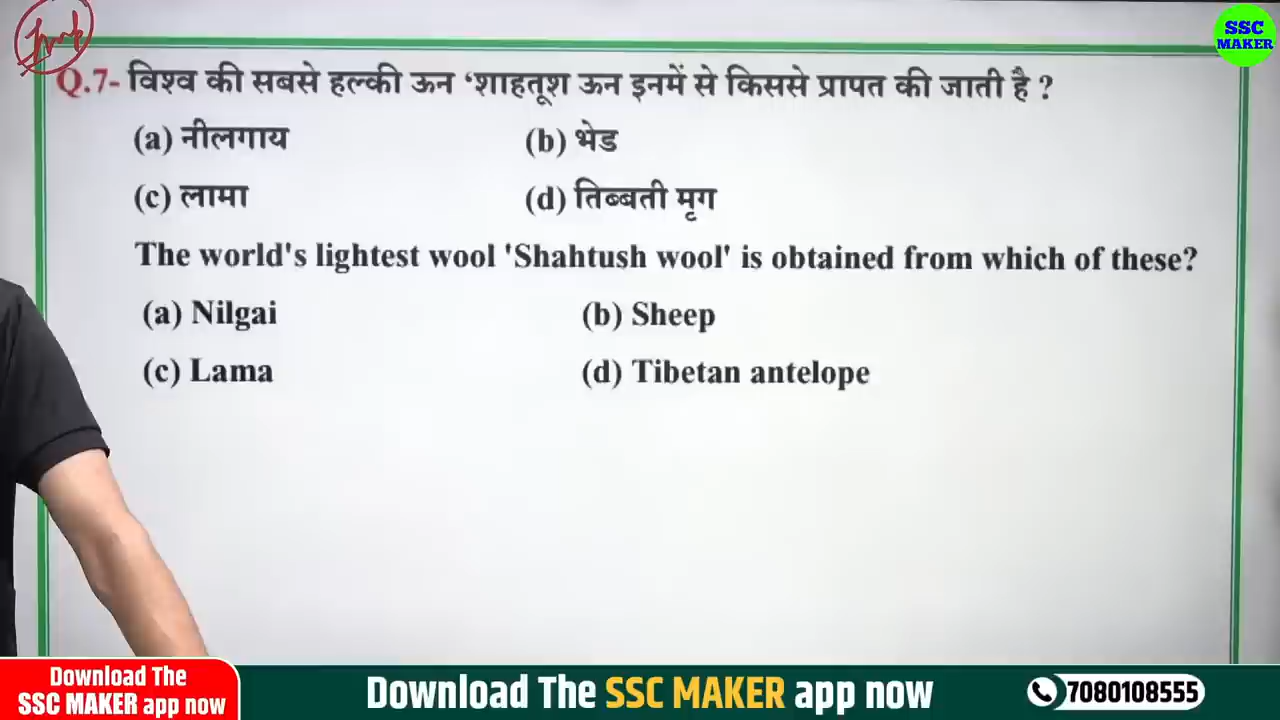 SSC
MAKER
Q.7- विश्व की सबसे हल्की ऊन ‘शाहतूश ऊन इनमें से किससे प्रापत की जाती है ?
(a) नीलगाय (b) भेड
(c) लामा (d) तिब्बती मृग
The world's lightest wool 'Shahtush wool' is obtained from which of these?
(a) Nilgai (b) Sheep
(c) Lama (d) Tibetan antelope
Download The
SSC MAKER app now
Download The SSC MAKER app now
7080108555